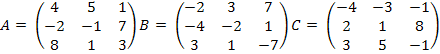 A = ( 4 5 1 ; -2 -1 7 ; 8 1 3 ) B = ( -2 3 7 ; -4 -2 1 ; 3 1 -7 ) C = ( -4 -3 -1 ; 2 1 8 ; 3 5 -1 )